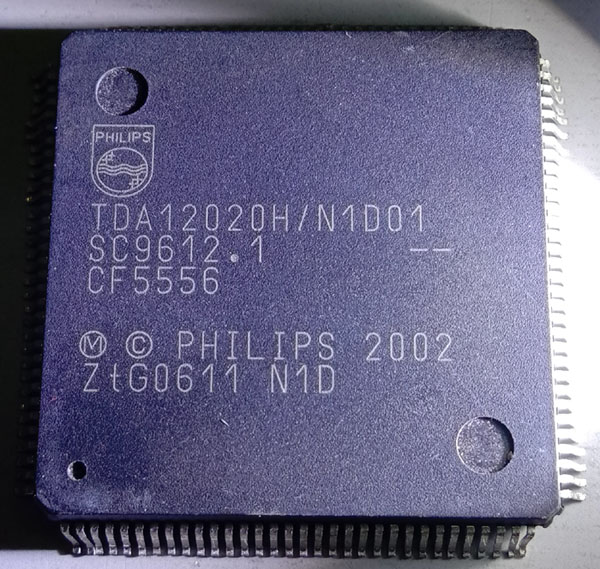 PHILIPS
TDA12020H/N1D01
SC9612.1 --
CF5556
Ⓜ © PHILIPS 2002
ZtG0611 N1D